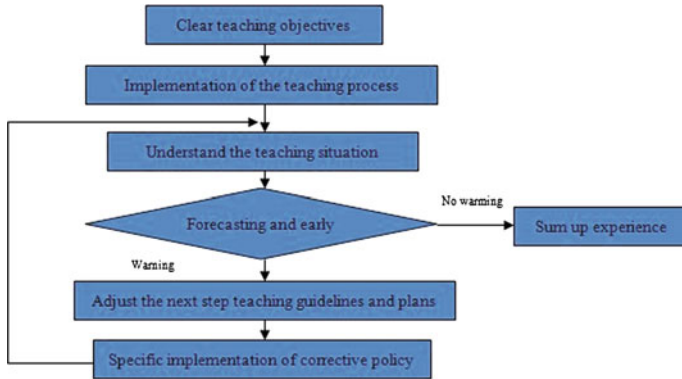 Clear teaching objectives
Implementation of the teaching process
Understand the teaching situation
Forecasting and early
No warming
Sum up experience
Warning
Adjust the next step teaching guidelines and plans
Specific implementation of corrective policy